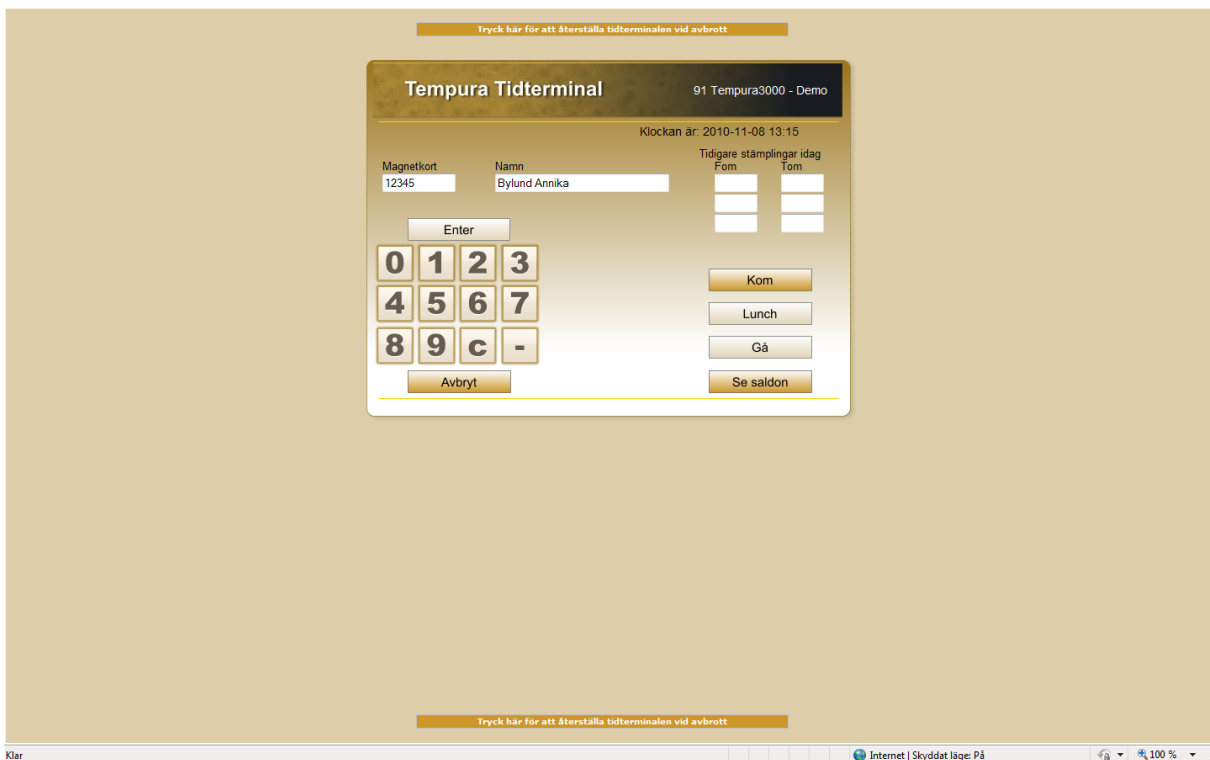 Tryck här för att återställa tidterminalen vid avbrott
Tempura Tidterminal
91 Tempura3000 - Demo
Klockan är: 2010-11-08 13:15
Tidigare stämplingar idag
Fom Tom
Magnetkort Namn
12345 Bylund Annika
Enter
0 1 2 3
4 5 6 7
8 9 c -
Avbryt
Kom
Lunch
Gå
Se saldon
Tryck här för att återställa tidterminalen vid avbrott
Klar
Internet | Skyddat läge: På
100 %